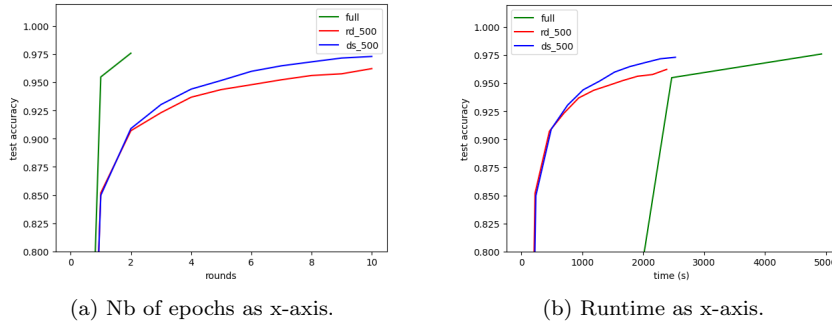 1.000
0.975
0.950
0.925
0.900
0.875
0.850
0.825
0.800
test accuracy
full
rd_500
ds_500
0 2 4 6 8 10
rounds
(a) Nb of epochs as x-axis.
1.000
0.975
0.950
0.925
0.900
0.875
0.850
0.825
0.800
test accuracy
full
rd_500
ds_500
0 1000 2000 3000 4000 5000
time (s)
(b) Runtime as x-axis.